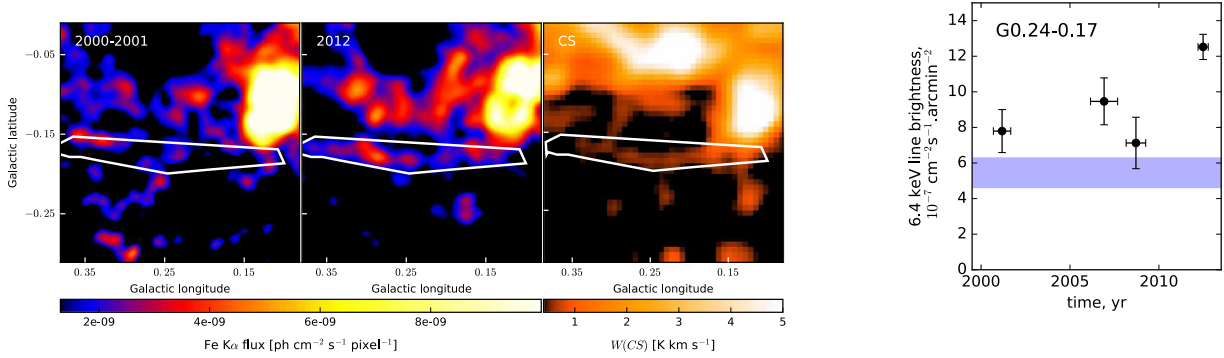 2000-2001
2012
CS
−0.05
−0.15
−0.25
Galactic latitude
0.35
0.25
0.15
0.35
0.25
0.15
0.35
0.25
0.15
Galactic longitude
Galactic longitude
Galactic longitude
2e-09
4e-09
6e-09
8e-09
1
2
3
4
5
Fe Kα flux [ph cm⁻² s⁻¹ pixel⁻¹]
W(CS) [K km s⁻¹]
G0.24-0.17
6.4 keV line brightness,
10⁻⁷ cm⁻²s⁻¹.arcmin⁻²
14
12
10
8
6
4
2
0
2000
2005
2010
time, yr